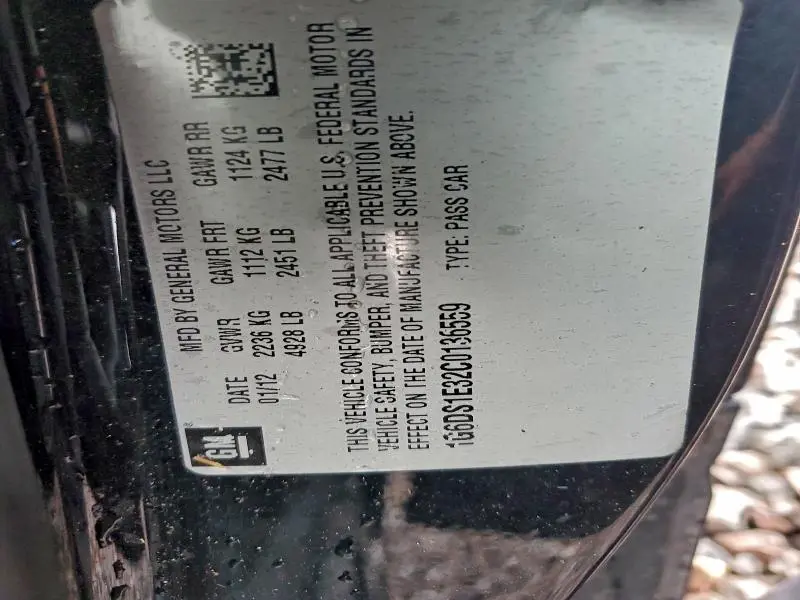 GM
MFD BY GENERAL MOTORS LLC
DATE GVWR GAWR FRT GAWR RR
01/12 2236 KG 1112 KG 1124 KG
4928 LB 2451 LB 2477 LB
THIS VEHICLE CONFORMS TO ALL APPLICABLE U.S. FEDERAL MOTOR
VEHICLE SAFETY, BUMPER, AND THEFT PREVENTION STANDARDS IN
EFFECT ON THE DATE OF MANUFACTURE SHOWN ABOVE.
1G6DS1E32C0136559 TYPE: PASS CAR